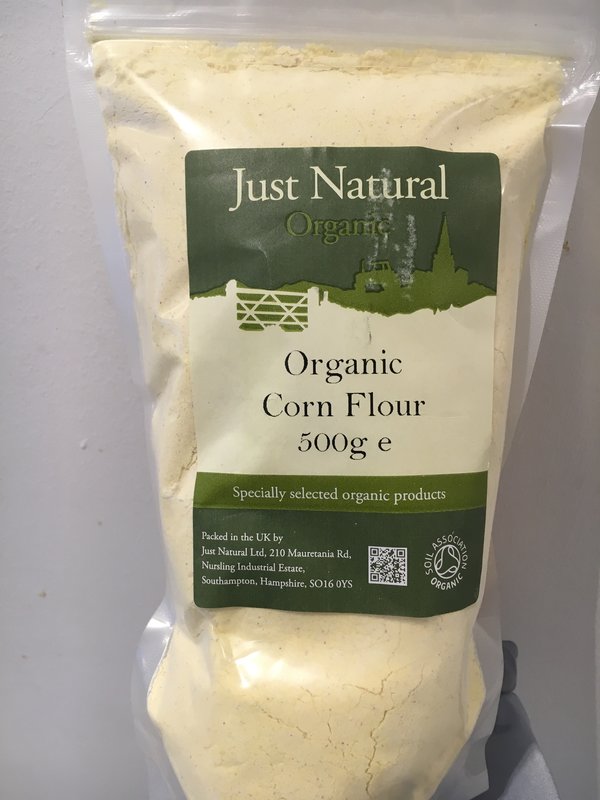 Just Natural
Organic
Organic
Corn Flour
500g e
Specially selected organic products
Packed in the UK by
Just Natural Ltd, 210 Mauretania Rd,
Nursling Industrial Estate,
Southampton, Hampshire, SO16 0YS
SOIL ASSOCIATION
ORGANIC